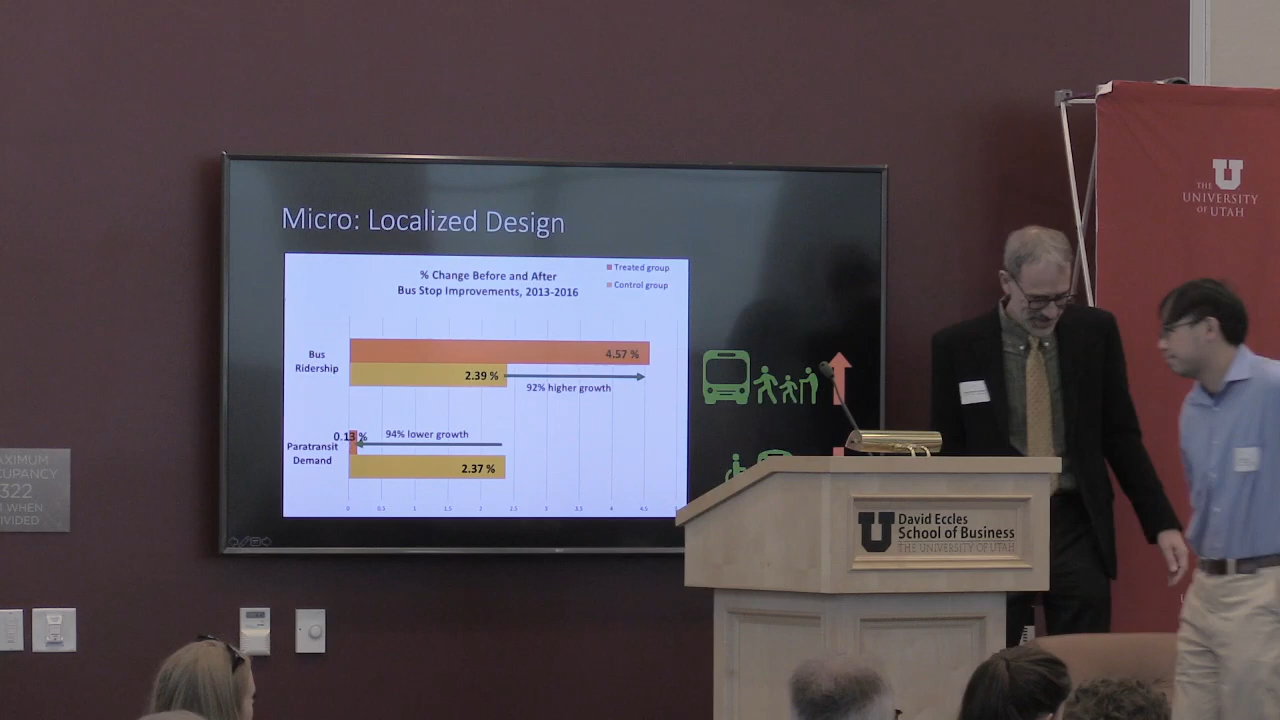 Micro: Localized Design
% Change Before and After
Bus Stop Improvements, 2013-2016
Treated group
Control group
Bus
Ridership
4.57 %
2.39 %
92% higher growth
Paratransit
Demand
0.13 %
94% lower growth
2.37 %
0 0.5 1 1.5 2 2.5 3 3.5 4 4.5
AXIMUM
CUPANCY
322
WHEN
VIDED
U
THE
UNIVERSITY
OF UTAH
U
David Eccles
School of Business
THE UNIVERSITY OF UTAH